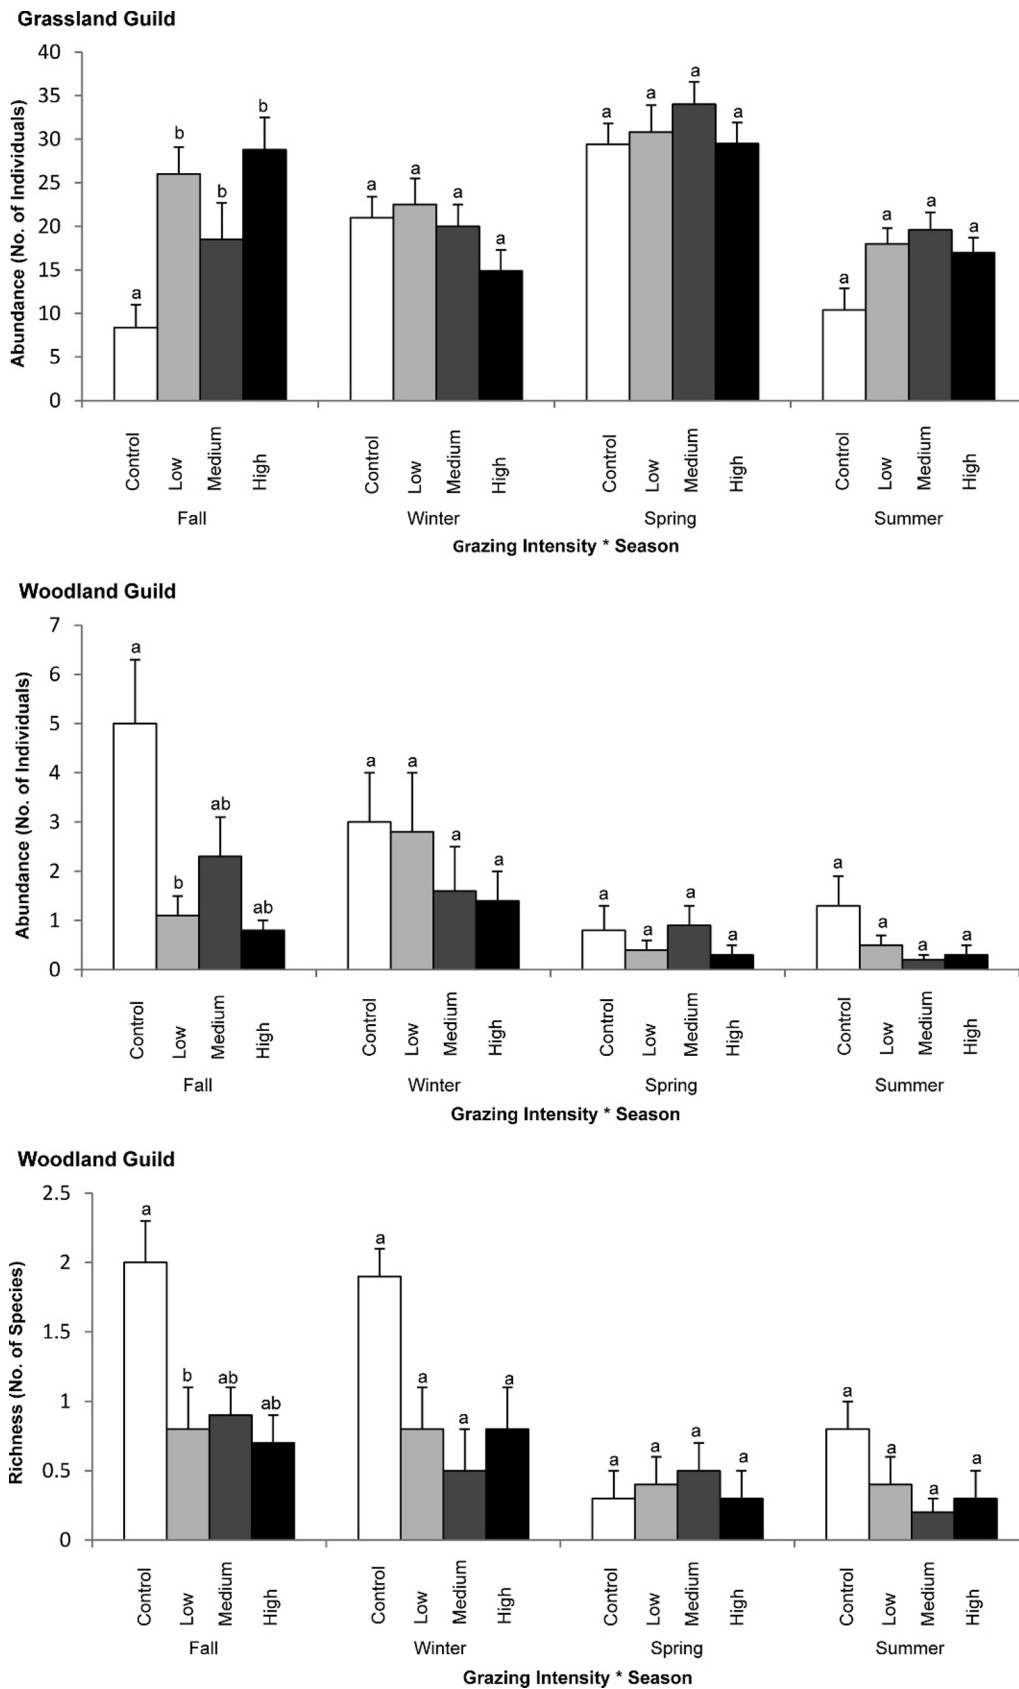 Grassland Guild
Abundance (No. of Individuals)
40
35
30
25
20
15
10
5
0
a b b b
a a a a
a a a a
a a a a
Control Low Medium High Control Low Medium High Control Low Medium High Control Low Medium High
Fall Winter Spring Summer
Grazing Intensity * Season
Woodland Guild
Abundance (No. of Individuals)
7
6
5
4
3
2
1
0
a b ab ab
a a a a
a a a a
a a a a
Control Low Medium High Control Low Medium High Control Low Medium High Control Low Medium High
Fall Winter Spring Summer
Grazing Intensity * Season
Woodland Guild
Richness (No. of Species)
2.5
2
1.5
1
0.5
0
a b ab ab
a a a a
a a a a
a a a a
Control Low Medium High Control Low Medium High Control Low Medium High Control Low Medium High
Fall Winter Spring Summer
Grazing Intensity * Season